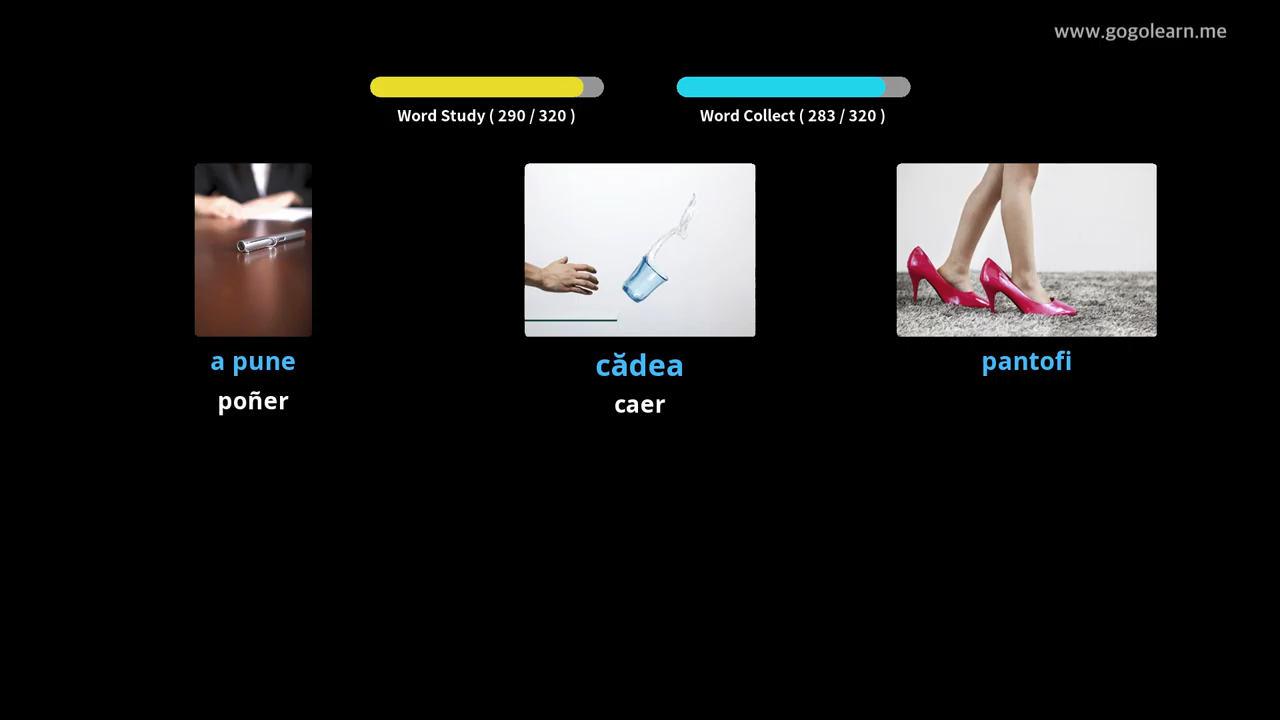 www.gogolearn.me
Word Study ( 290 / 320 )
Word Collect ( 283 / 320 )
a pune
poñer
cădea
caer
pantofi